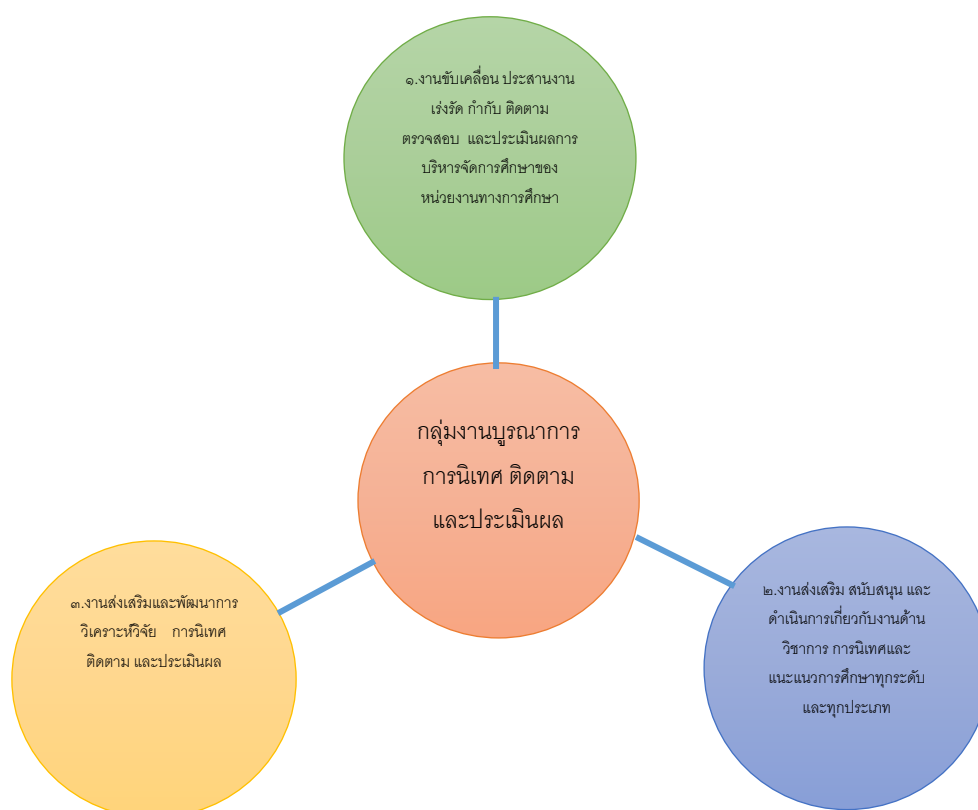 ๑.งานขับเคลื่อน ประสานงาน
เร่งรัด กำกับ ติดตาม
ตรวจสอบ และประเมินผลการ
บริหารจัดการศึกษาของ
หน่วยงานทางการศึกษา
กลุ่มงานบูรณาการ
การนิเทศ ติดตาม
และประเมินผล
๒.งานส่งเสริม สนับสนุน และ
ดำเนินการเกี่ยวกับงานด้าน
วิชาการ การนิเทศและ
แนะแนวการศึกษาทุกระดับ
และทุกประเภท
๓.งานส่งเสริมและพัฒนาการ
วิเคราะห์วิจัย การนิเทศ
ติดตาม และประเมินผล